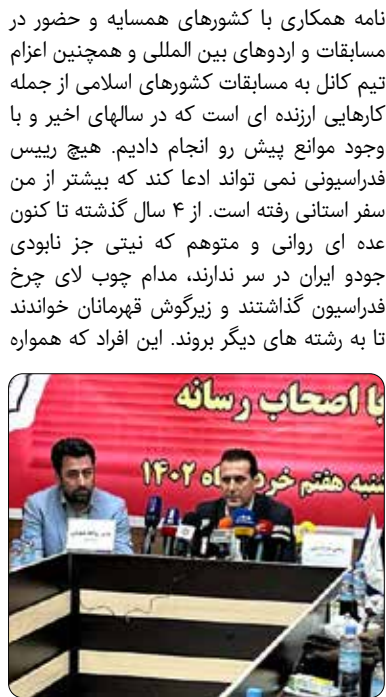 نامه همکاری با کشورهای همسایه و حضور در
مسابقات و اردوهای بین المللی و همچنین اعزام
تیم کانل به مسابقات کشورهای اسلامی از جمله
کارهایی ارزنده ای است که در سالهای اخیر و با
وجود موانع پیش رو انجام دادیم. هیچ رییس
فدراسیونی نمی تواند ادعا کند که بیشتر از من
سفر استانی رفته است. از ۴ سال گذشته تا کنون
عده ای روانی و متوهم که نیتی جز نابودی
جودو ایران در سر ندارند، مدام چوب لای چرخ
فدراسیون گذاشتند و زیرگوش قهرمانان خواندند
تا به رشته های دیگر بروند. این افراد که همواره
با اصحاب رسانه
هفتم خرداد ماه ۱۴۰۲